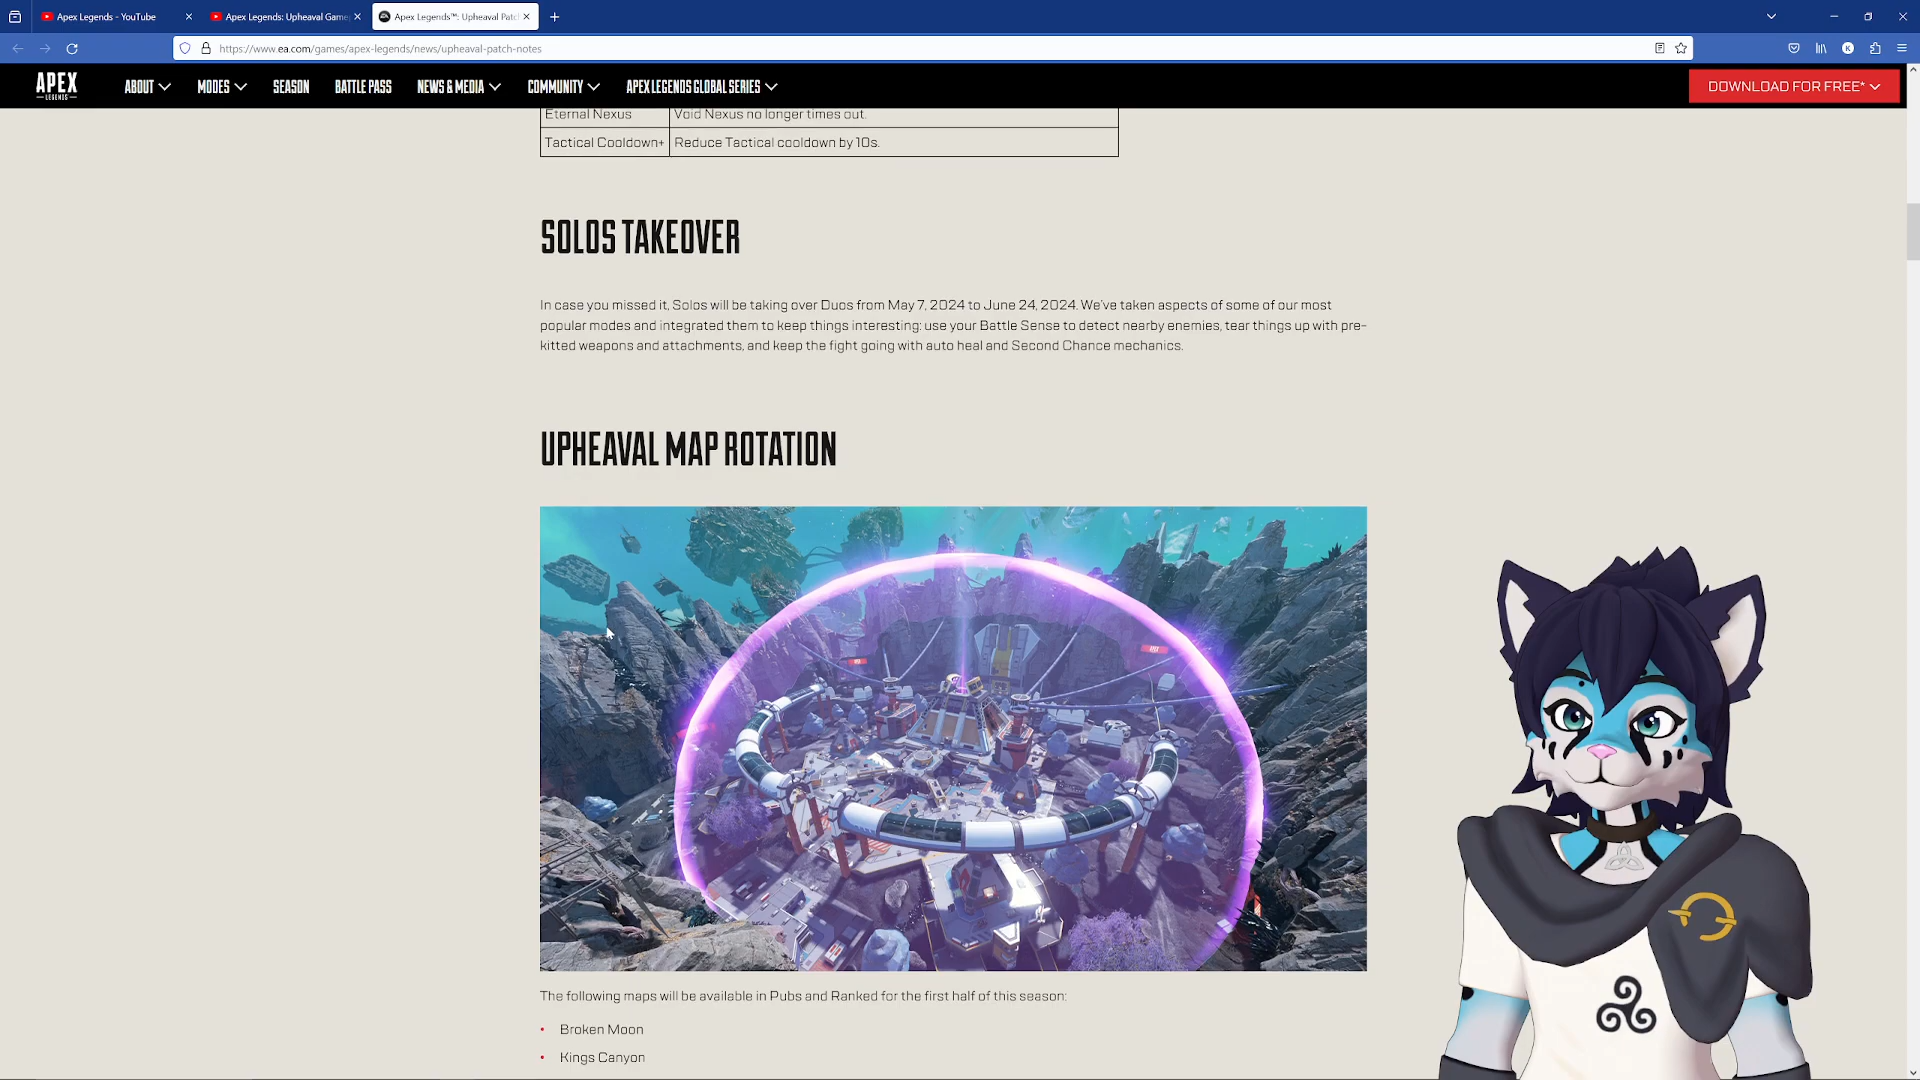 Apex Legends - YouTube
Apex Legends: Upheaval Game
Apex Legends™: Upheaval Patc
https://www.ea.com/games/apex-legends/news/upheaval-patch-notes
APEX
LEGENDS
ABOUT
MODES
SEASON
BATTLE PASS
NEWS & MEDIA
COMMUNITY
APEX LEGENDS GLOBAL SERIES
DOWNLOAD FOR FREE*
Eternal Nexus
Void Nexus no longer times out.
Tactical Cooldown+
Reduce Tactical cooldown by 10s.
SOLOS TAKEOVER
In case you missed it, Solos will be taking over Duos from May 7, 2024 to June 24, 2024. We've taken aspects of some of our most
popular modes and integrated them to keep things interesting: use your Battle Sense to detect nearby enemies, tear things up with pre-
kitted weapons and attachments, and keep the fight going with auto heal and Second Chance mechanics.
UPHEAVAL MAP ROTATION
The following maps will be available in Pubs and Ranked for the first half of this season:
• Broken Moon
• Kings Canyon